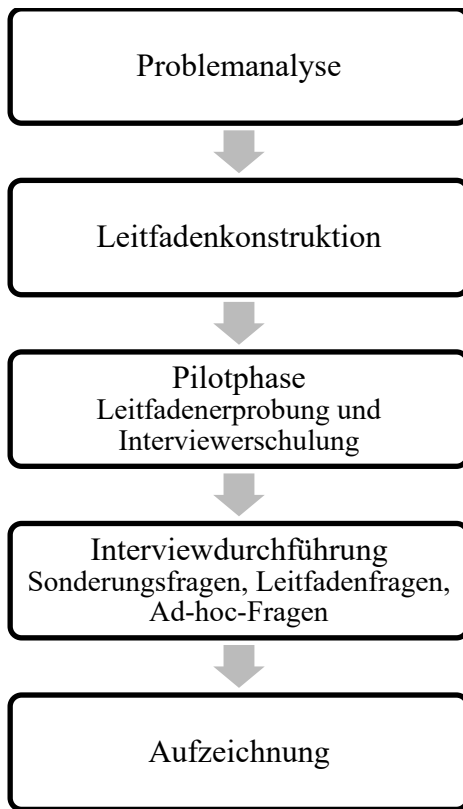 Problemanalyse
Leitfadenkonstruktion
Pilotphase
Leitfadenerprobung und
Interviewerschulung
Interviewdurchführung
Sonderungsfragen, Leitfadenfragen,
Ad-hoc-Fragen
Aufzeichnung